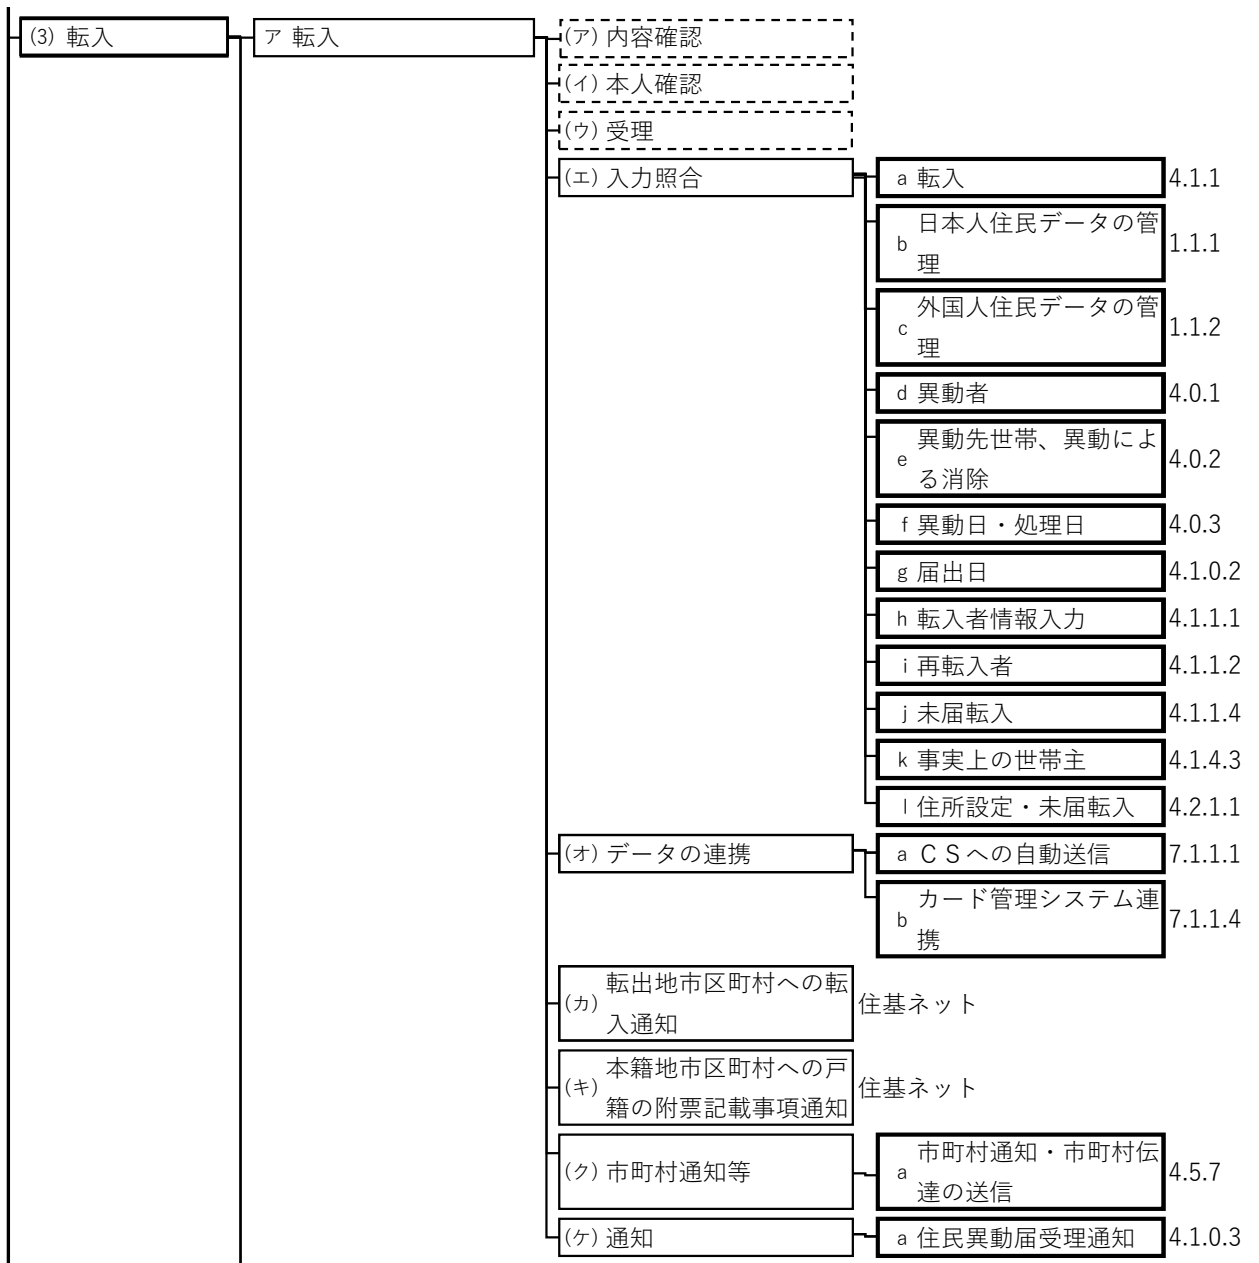 (3) 転入
ア 転入
(ア) 内容確認
(イ) 本人確認
(ウ) 受理
(エ) 入力照合
a 転入 4.1.1
b 日本人住民データの管
理 1.1.1
c 外国人住民データの管
理 1.1.2
d 異動者 4.0.1
e 異動先世帯、異動によ
る消除 4.0.2
f 異動日・処理日 4.0.3
g 届出日 4.1.0.2
h 転入者情報入力 4.1.1.1
i 再転入者 4.1.1.2
j 未届転入 4.1.1.4
k 事実上の世帯主 4.1.4.3
l 住所設定・未届転入 4.2.1.1
(オ) データの連携
a ＣＳへの自動送信 7.1.1.1
b カード管理システム連
携 7.1.1.4
(カ) 転出地市区町村への転
入通知 住基ネット
(キ) 本籍地市区町村への戸
籍の附票記載事項通知 住基ネット
(ク) 市町村通知等
a 市町村通知・市町村伝
達の送信 4.5.7
(ケ) 通知
a 住民異動届受理通知 4.1.0.3